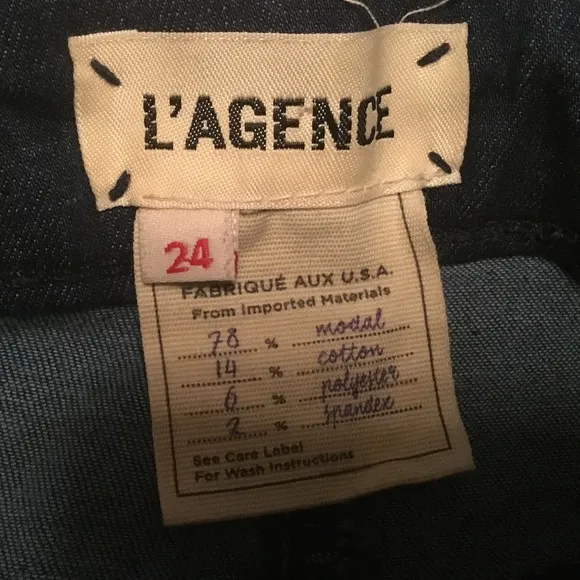 L'AGENCE
24
FABRIQUÉ AUX U.S.A.
From Imported Materials
78 % modal
14 % cotton
6 % polyester
2 % spandex
See Care Label
For Wash Instructions